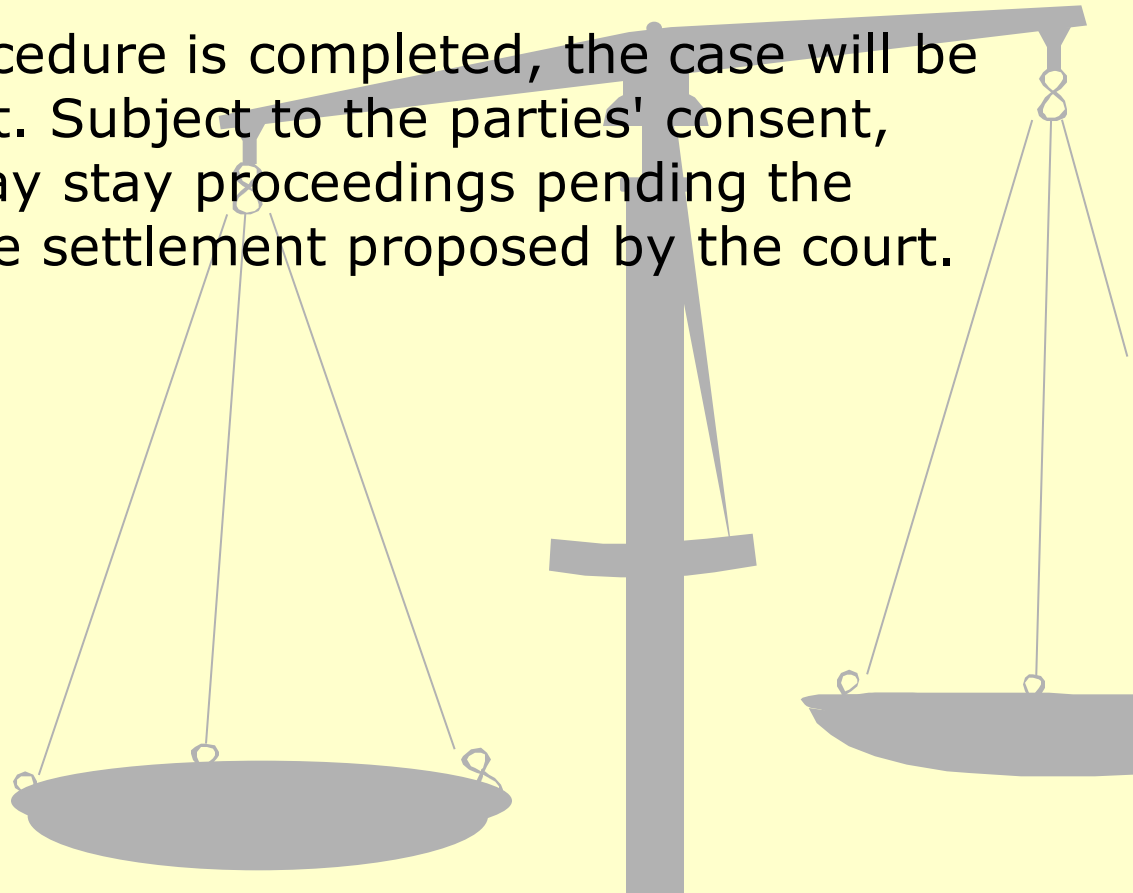 cedure is completed, the case will be
t. Subject to the parties' consent,
ay stay proceedings pending the
e settlement proposed by the court.